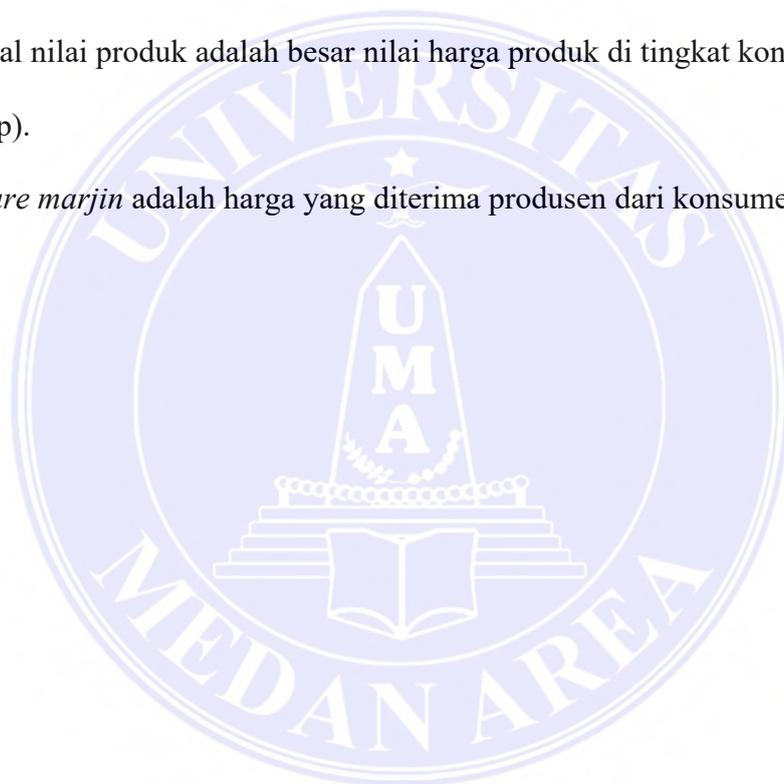 al nilai produk adalah besar nilai harga produk di tingkat kon
p).
are marjin adalah harga yang diterima produsen dari konsume
UNIVERSITAS
U
M
A
MEDAN AREA